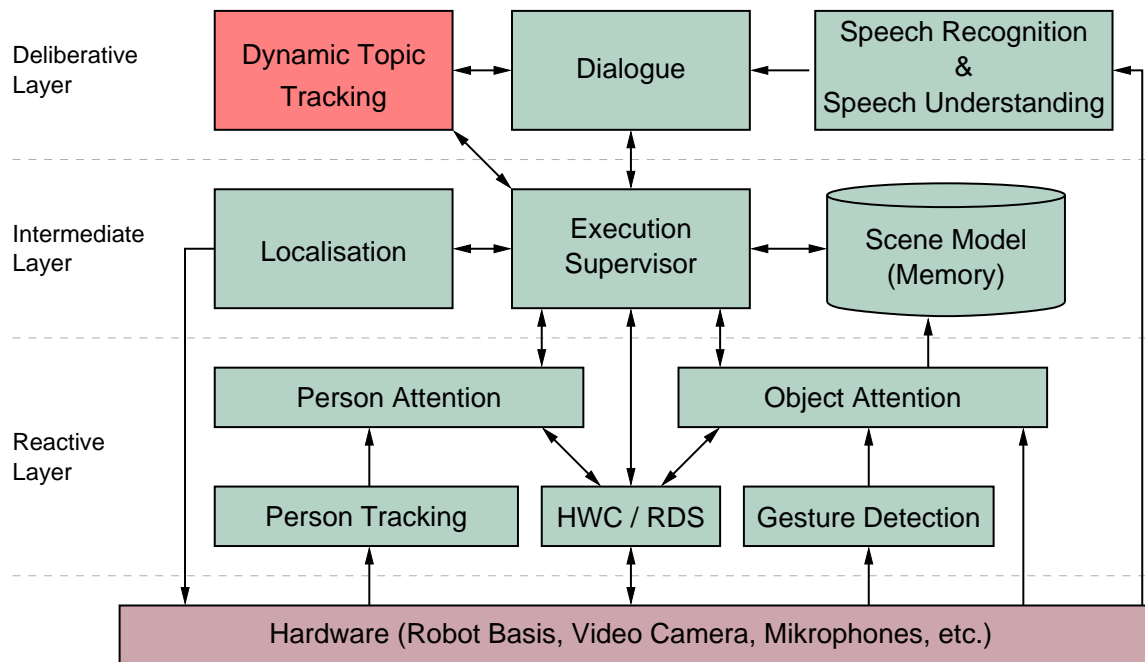 Deliberative
Layer
Dynamic Topic
Tracking
Dialogue
Speech Recognition
&
Speech Understanding
Intermediate
Layer
Localisation
Execution
Supervisor
Scene Model
(Memory)
Reactive
Layer
Person Attention
Object Attention
Person Tracking
HWC / RDS
Gesture Detection
Hardware (Robot Basis, Video Camera, Mikrophones, etc.)